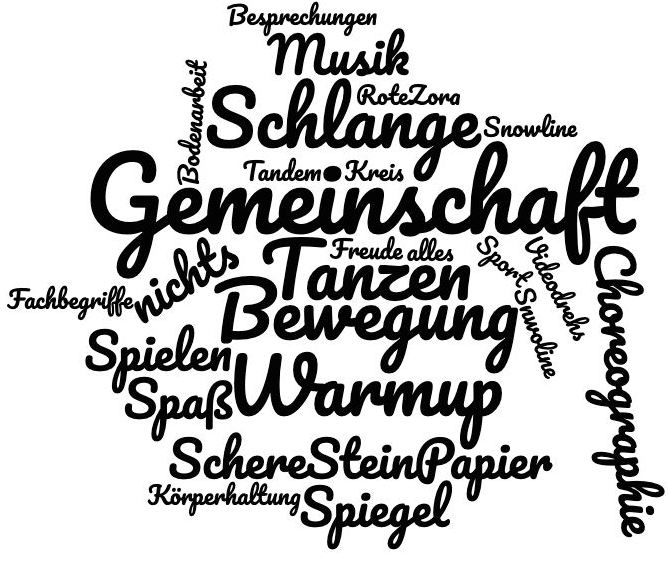 Besprechungen
Musik
Bodenarbeit
RoteZora
Schlange
Snowline
Tandem Kreis
Gemeinschaft
Freude alles
nichts
Tanzen
Sport
Videodrehs
Choreographie
Fachbegriffe
Bewegung
Snwoline
Spielen
Warmup
Spaß
SchereSteinPapier
Körperhaltung
Spiegel